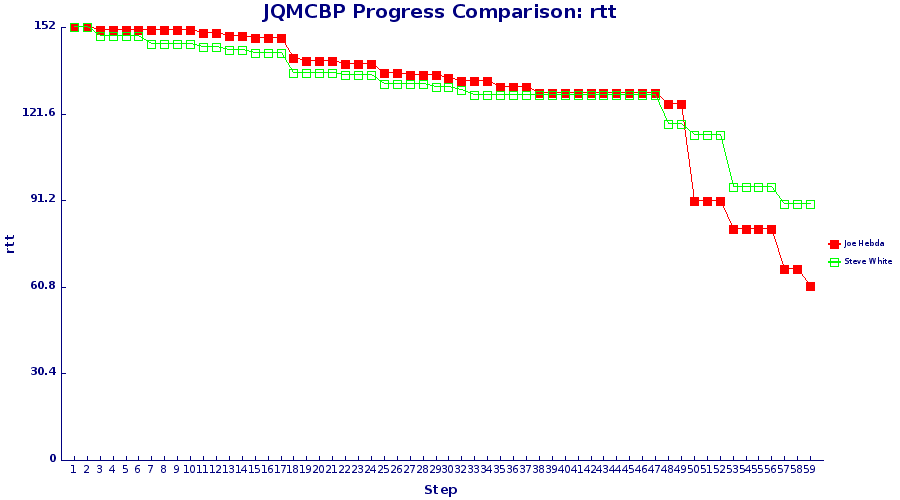 JQMCBP Progress Comparison: rtt
152
121.6
91.2
60.8
30.4
0
rtt
1 2 3 4 5 6 7 8 9 10 11 12 13 14 15 16 17 18 19 20 21 22 23 24 25 26 27 28 29 30 31 32 33 34 35 36 37 38 39 40 41 42 43 44 45 46 47 48 49 50 51 52 53 54 55 56 57 58 59
Step
Joe Hebda
Steve White